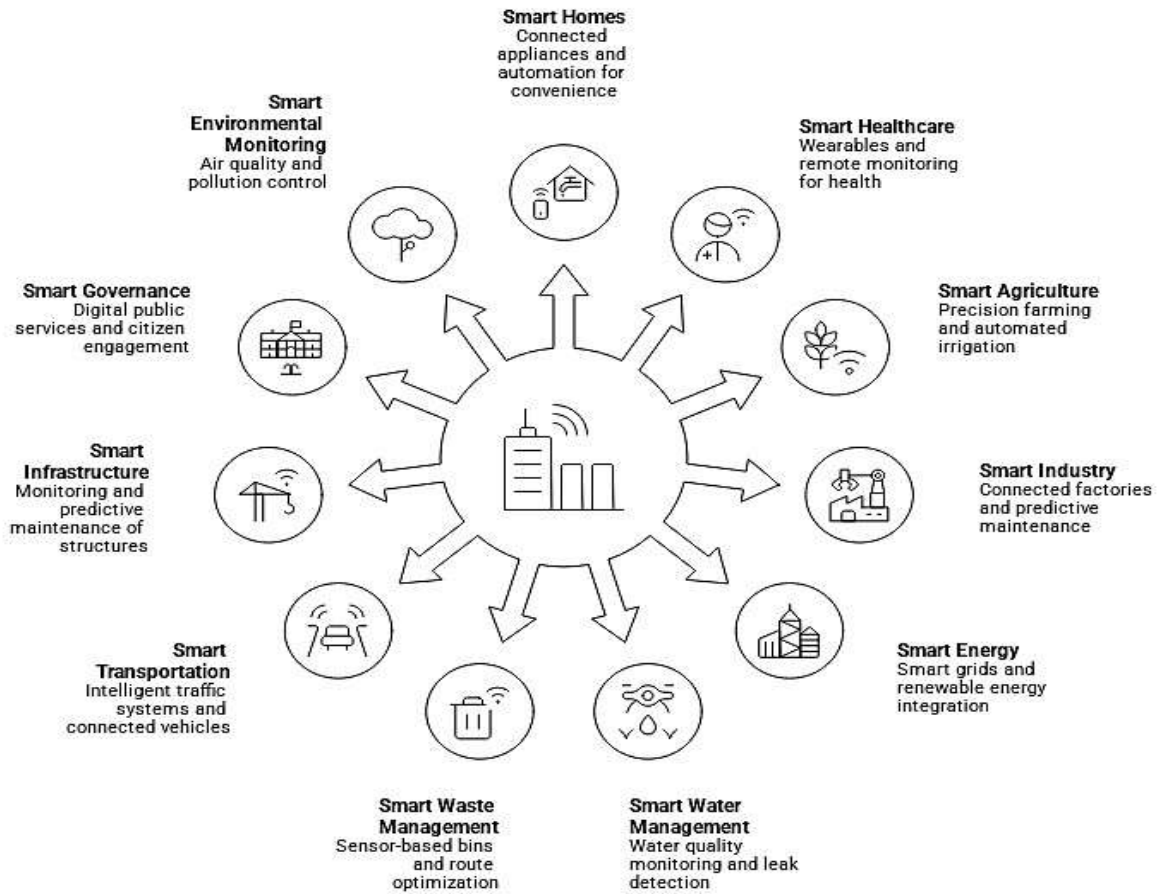 Smart Homes
Connected
appliances and
automation for
convenience
Smart Healthcare
Wearables and
remote monitoring
for health
Smart Agriculture
Precision farming
and automated
irrigation
Smart Industry
Connected factories
and predictive
maintenance
Smart Energy
Smart grids and
renewable energy
integration
Smart Water
Management
Water quality
monitoring and leak
detection
Smart Waste
Management
Sensor-based bins
and route
optimization
Smart
Transportation
Intelligent traffic
systems and
connected vehicles
Smart
Infrastructure
Monitoring and
predictive
maintenance of
structures
Smart Governance
Digital public
services and citizen
engagement
Smart
Environmental
Monitoring
Air quality and
pollution control